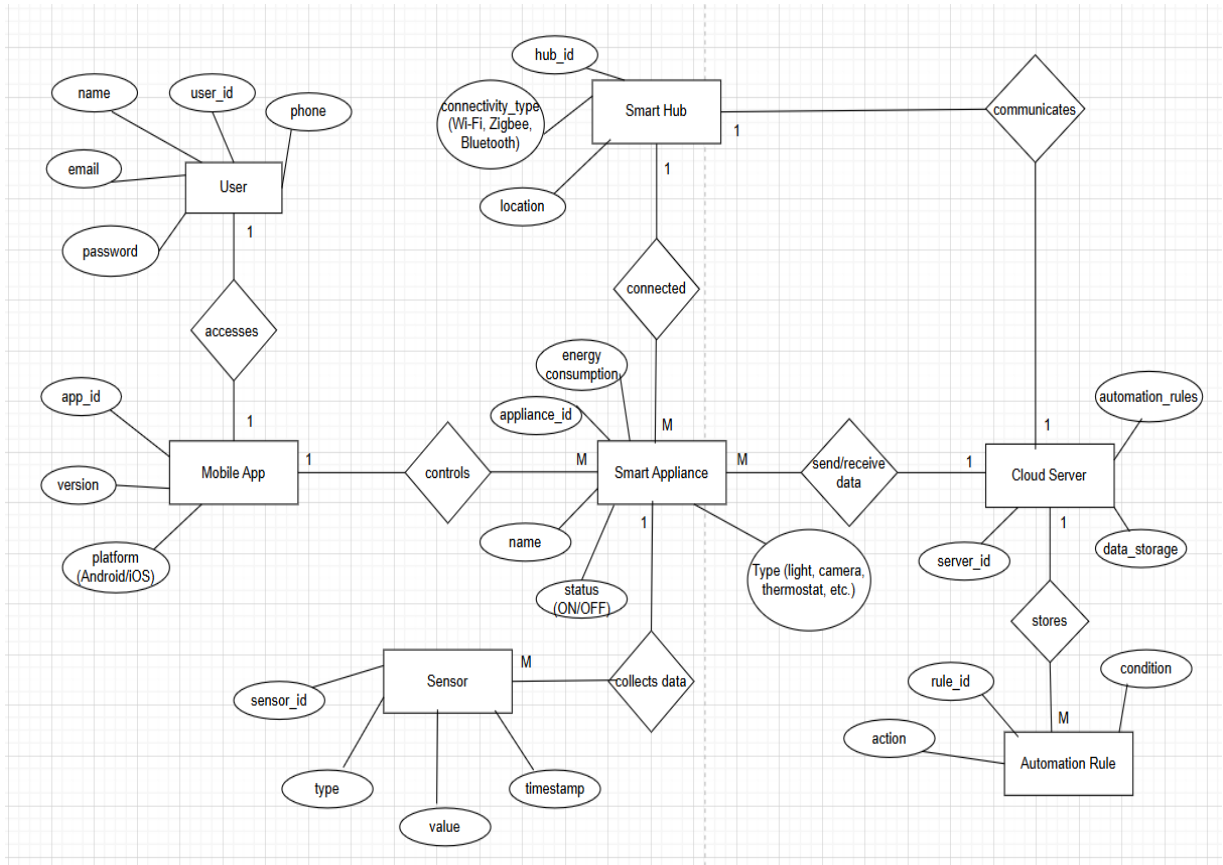 hub_id
name
user_id
phone
connectivity_type
(Wi-Fi, Zigbee,
Bluetooth)
Smart Hub
1
communicates
email
User
1
location
1
password
connected
accesses
energy
consumption
app_id
appliance_id
automation_rules
1
M
1
Mobile App
1
controls
M
Smart Appliance
M
send/receive
data
1
Cloud Server
version
name
1
1
server_id
data_storage
platform
(Android/iOS)
status
(ON/OFF)
Type (light, camera,
thermostat, etc.)
stores
Sensor
M
collects data
sensor_id
rule_id
condition
M
action
Automation Rule
type
timestamp
value